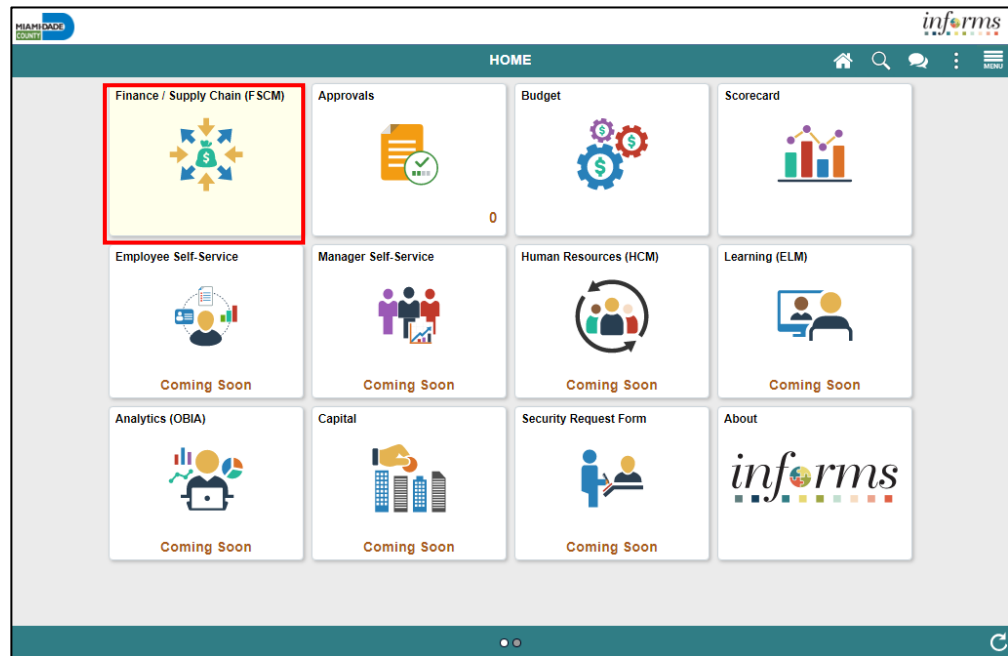 MIAMI-DADE
COUNTY
informs
HOME
MENU
Finance / Supply Chain (FSCM)
Approvals
Budget
Scorecard
$
$
$
$
0
Employee Self-Service
Manager Self-Service
Human Resources (HCM)
Learning (ELM)
Coming Soon
Coming Soon
Coming Soon
Coming Soon
Analytics (OBIA)
Capital
Security Request Form
About
informs
Coming Soon
Coming Soon
Coming Soon